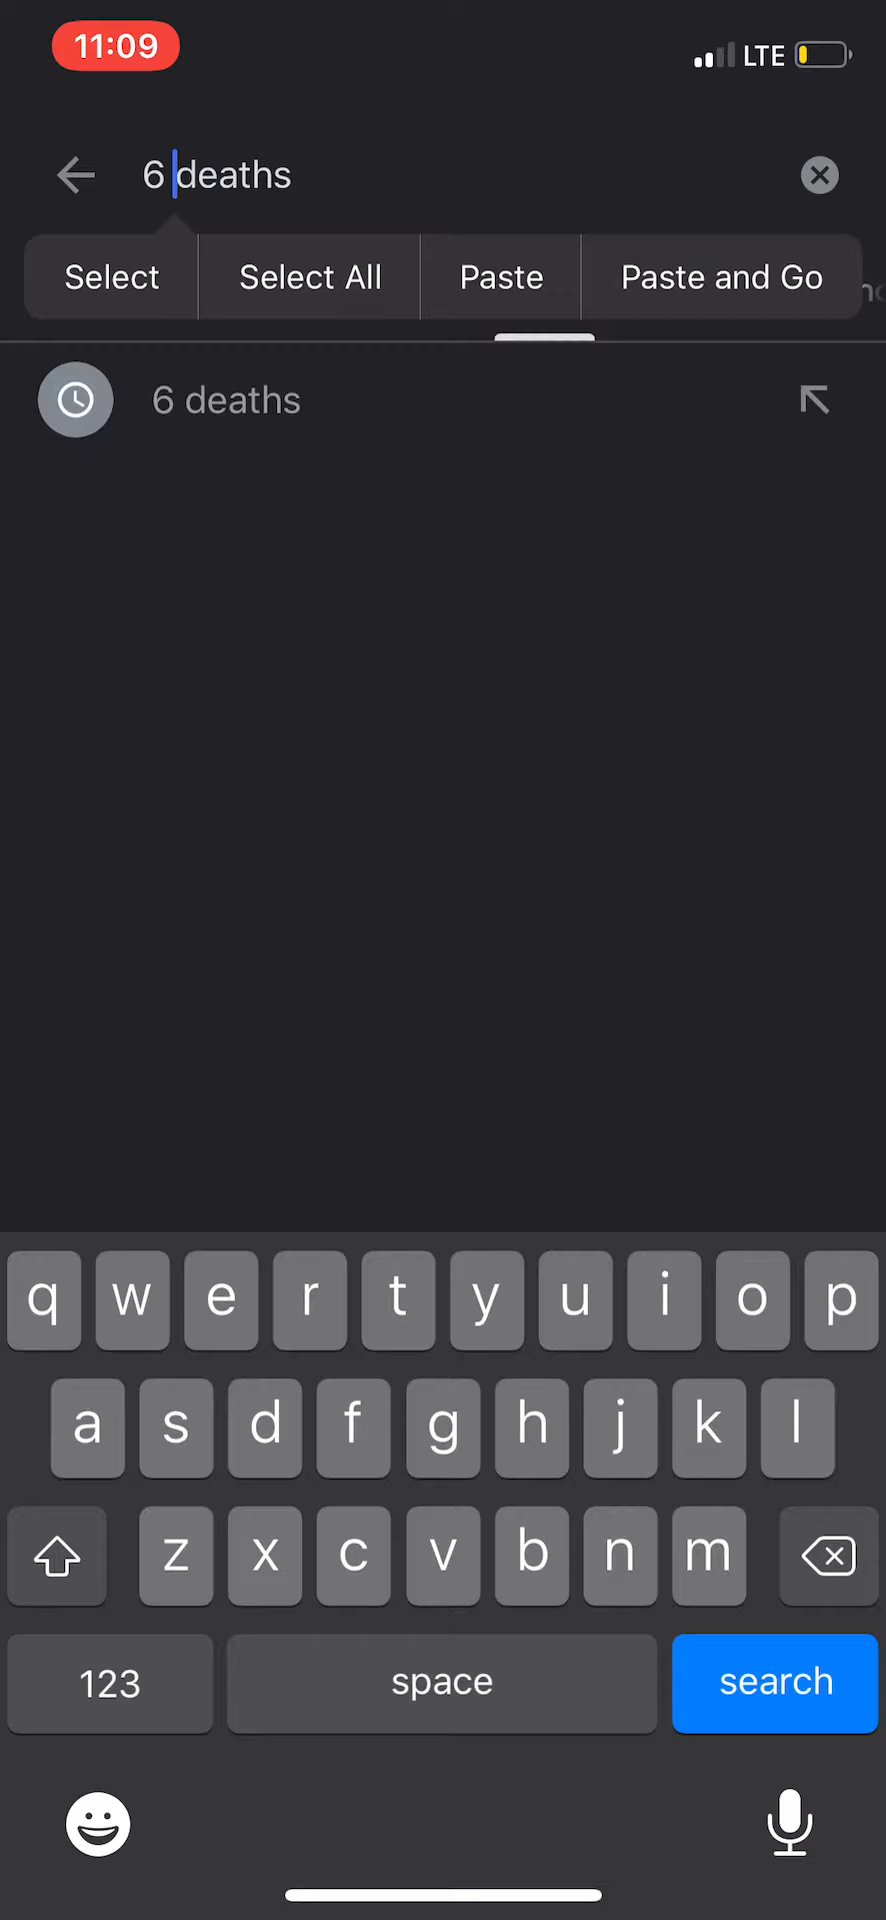 11:09
LTE
6 deaths
Select
Select All
Paste
Paste and Go
6 deaths
q w e r t y u i o p
a s d f g h j k l
z x c v b n m
123
space
search